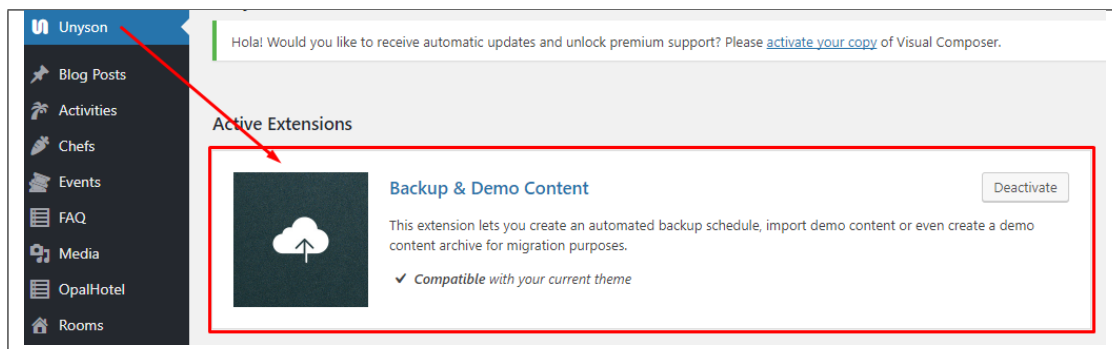 Unyson
Blog Posts
Activities
Chefs
Events
FAQ
Media
OpalHotel
Rooms
Hola! Would you like to receive automatic updates and unlock premium support? Please activate your copy of Visual Composer.
Active Extensions
Backup & Demo Content
Deactivate
This extension lets you create an automated backup schedule, import demo content or even create a demo
content archive for migration purposes.
✓ Compatible with your current theme